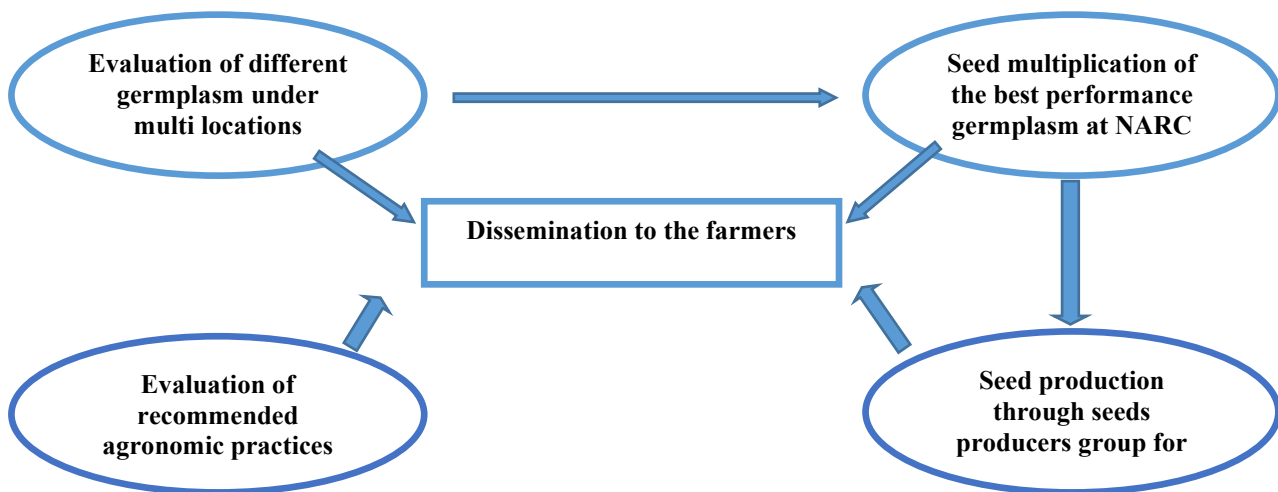 Evaluation of different
germplasm under
multi locations
Seed multiplication of
the best performance
germplasm at NARC
Dissemination to the farmers
Evaluation of
recommended
agronomic practices
Seed production
through seeds
producers group for